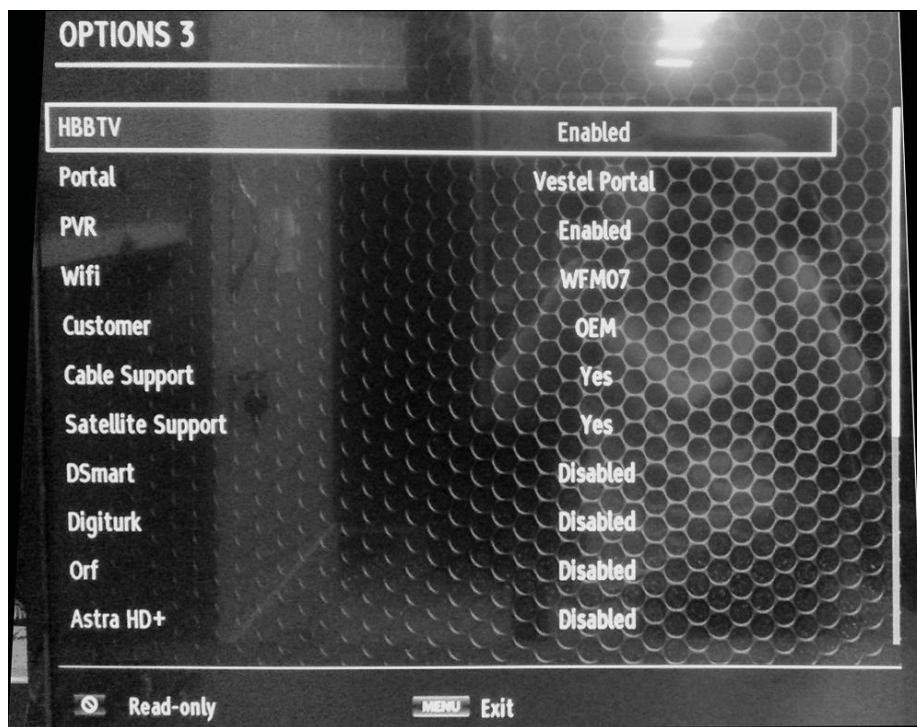 OPTIONS 3
HBBTV Enabled
Portal Vestel Portal
PVR Enabled
Wifi WFM07
Customer OEM
Cable Support Yes
Satellite Support Yes
DSmart Disabled
Digiturk Disabled
Orf Disabled
Astra HD+ Disabled
Read-only MENU Exit